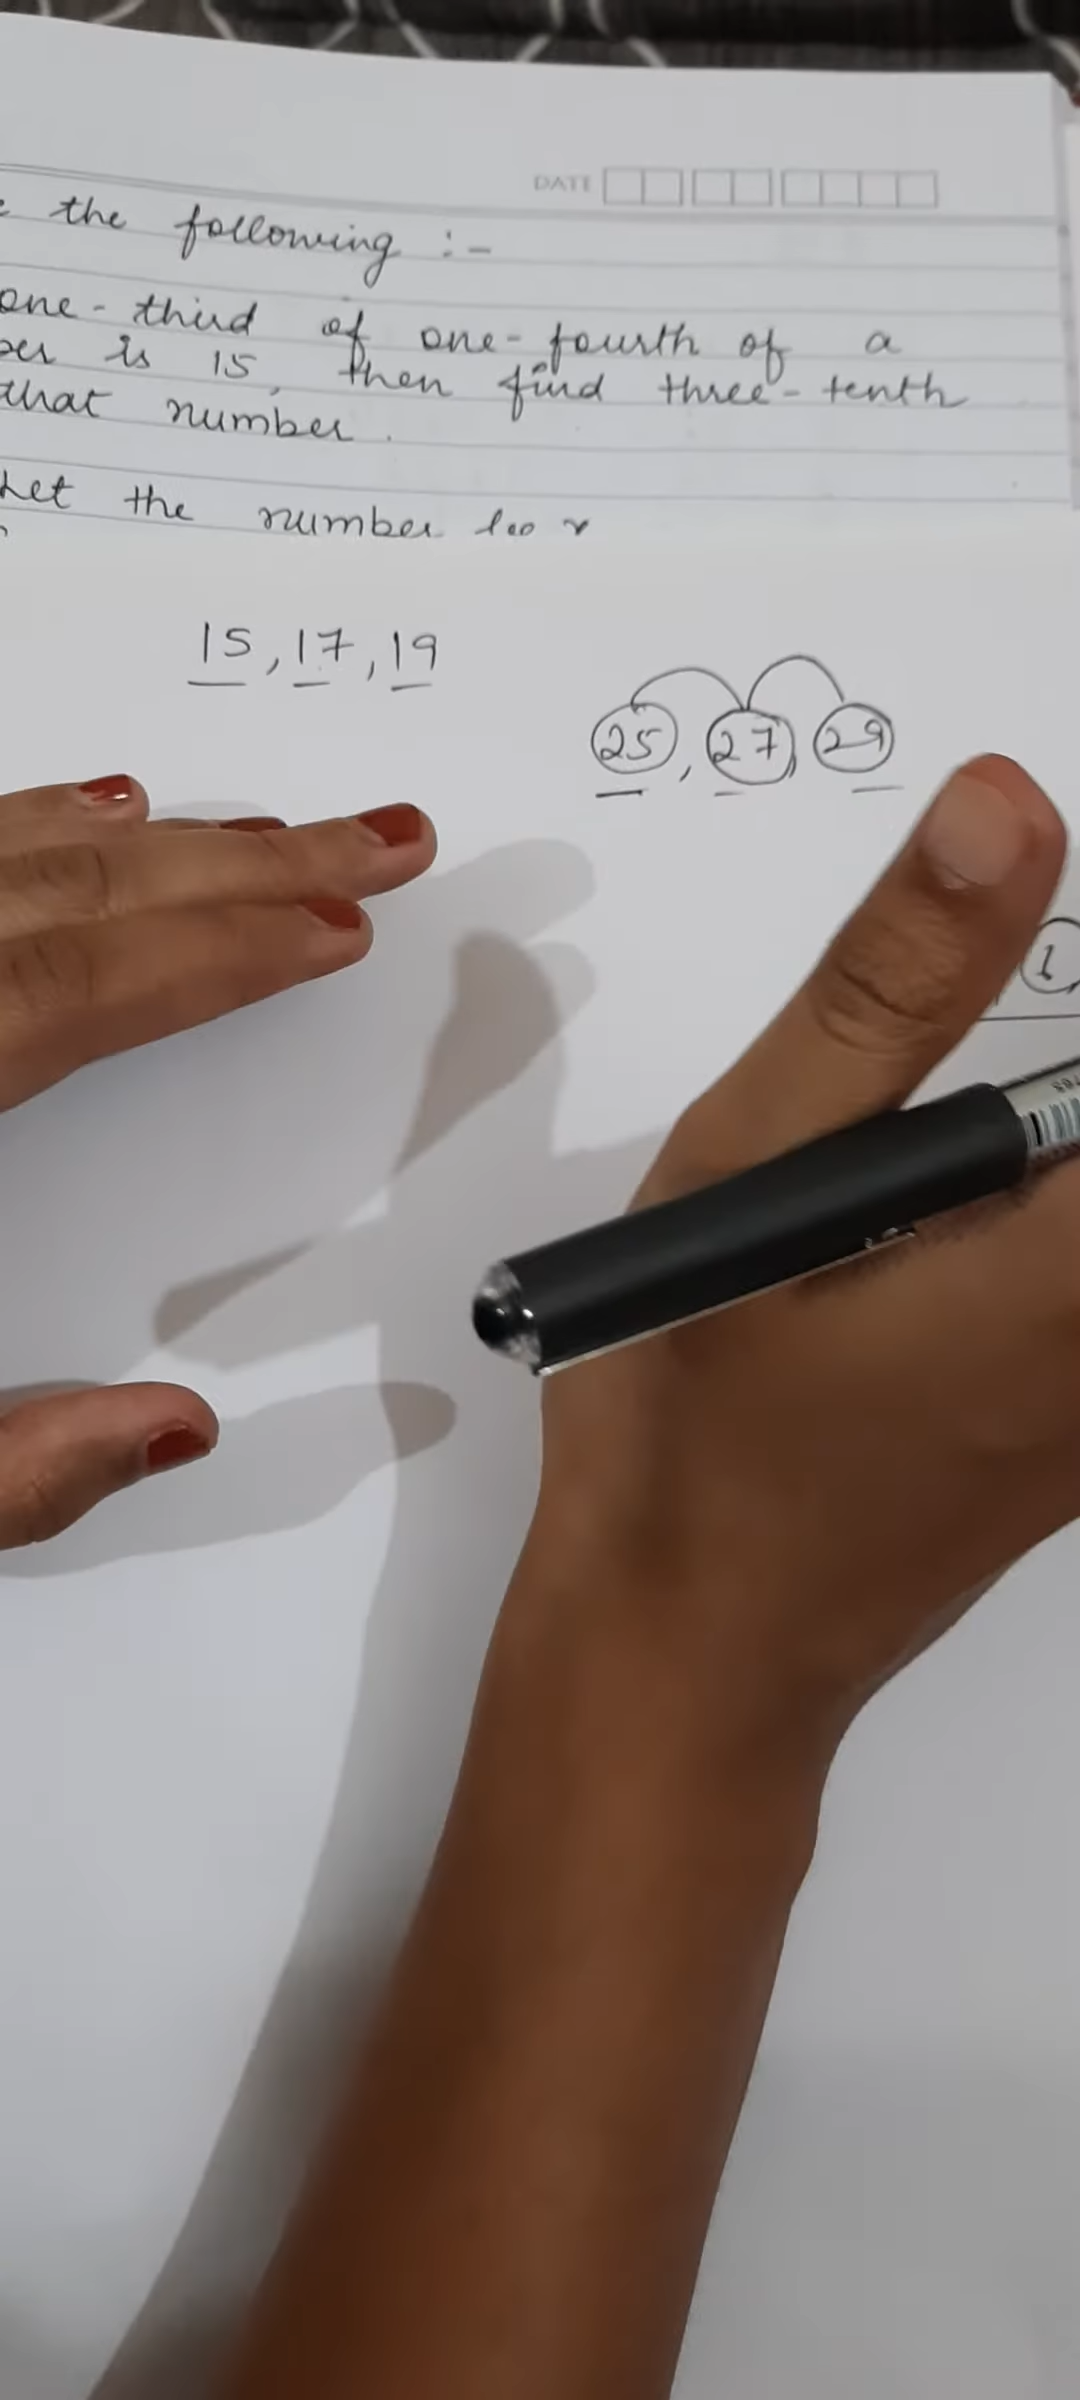 DATE
the following :-
one-third of one-fourth of a
is 15, then find three-tenth
that number.
Let the number be x
15, 17, 19
25, 27, 29
1